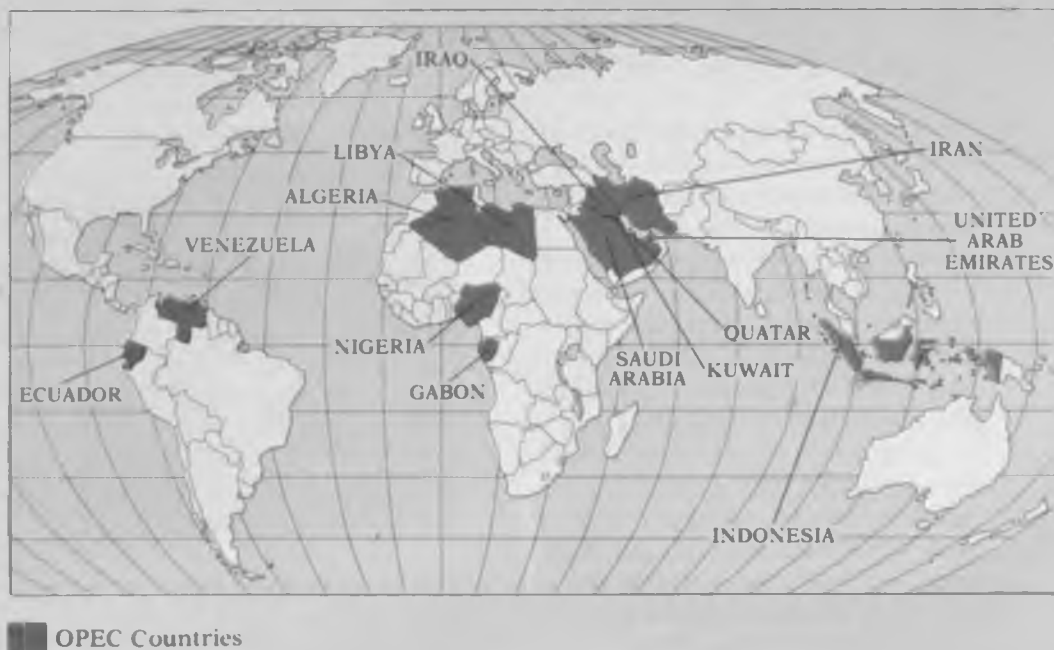 IRAQ
LIBYA
IRAN
ALGERIA
UNITED
ARAB
EMIRATES
VENEZUELA
QUATAR
NIGERIA
SAUDI
ARABIA
KUWAIT
GABON
ECUADOR
INDONESIA
OPEC Countries